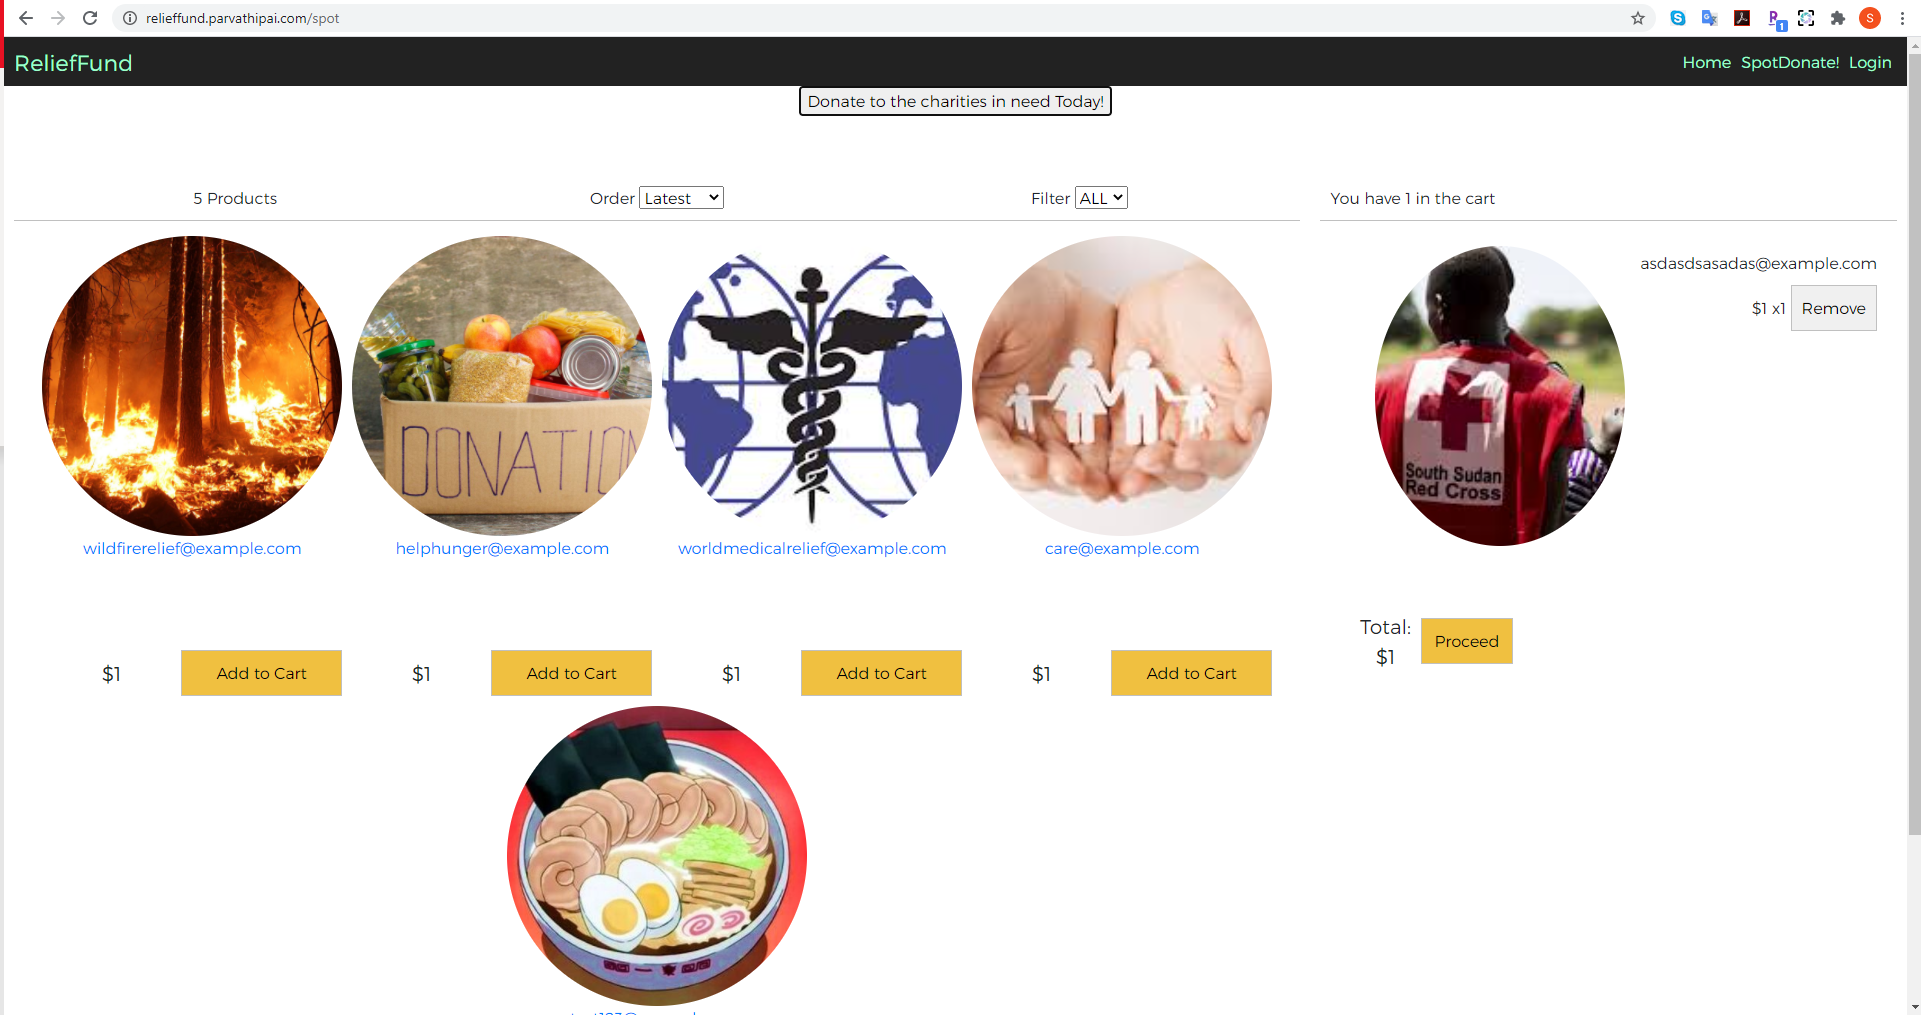 relieffund.parvathipai.com/spot
S
1
ReliefFund
Home SpotDonate! Login
Donate to the charities in need Today!
5 Products
Order Latest
Filter ALL
You have 1 in the cart
DONATIO
South Sudan
Red Cross
asdasdsasadas@example.com
$1 x1 Remove
wildfirerelief@example.com
helphunger@example.com
worldmedicalrelief@example.com
care@example.com
Total:
$1
Proceed
$1 Add to Cart
$1 Add to Cart
$1 Add to Cart
$1 Add to Cart